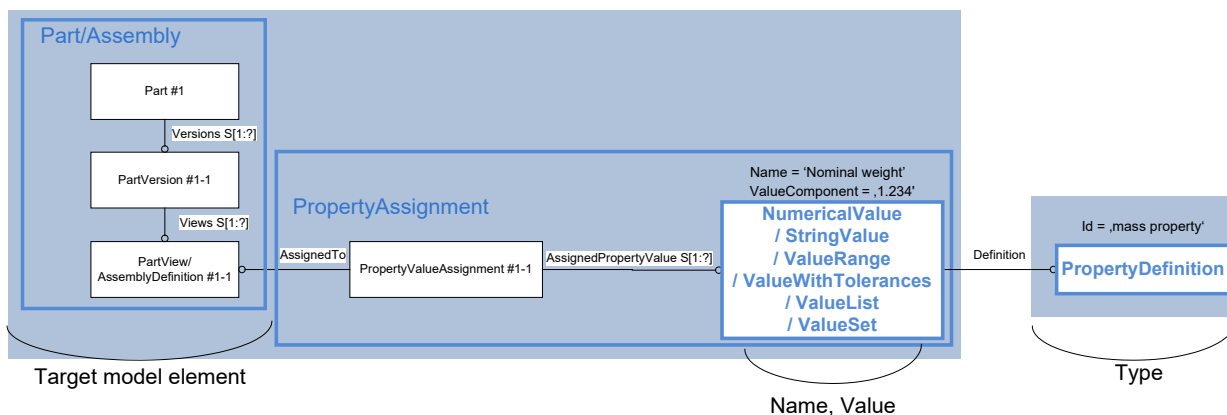 Part/Assembly
Part #1
Versions S[1:?]
PartVersion #1-1
Views S[1:?]
PartView/
AssemblyDefinition #1-1
PropertyAssignment
AssignedTo
PropertyValueAssignment #1-1
AssignedPropertyValue S[1:?]
Name = ‘Nominal weight’
ValueComponent = ‚1.234'
NumericalValue
/ StringValue
/ ValueRange
/ ValueWithTolerances
/ ValueList
/ ValueSet
Definition
Id = ‚mass property‘
PropertyDefinition
Target model element
Name, Value
Type